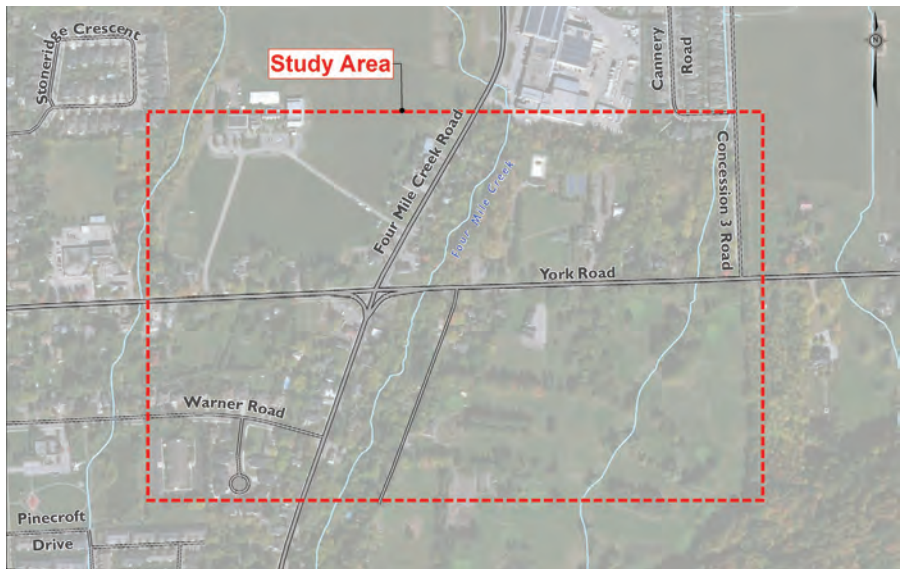 Stoneridge Crescent
Study Area
Cannery
Road
N
Four Mile Creek Road
Four Mile Creek
Concession 3 Road
York Road
Warner Road
Pinecroft
Drive